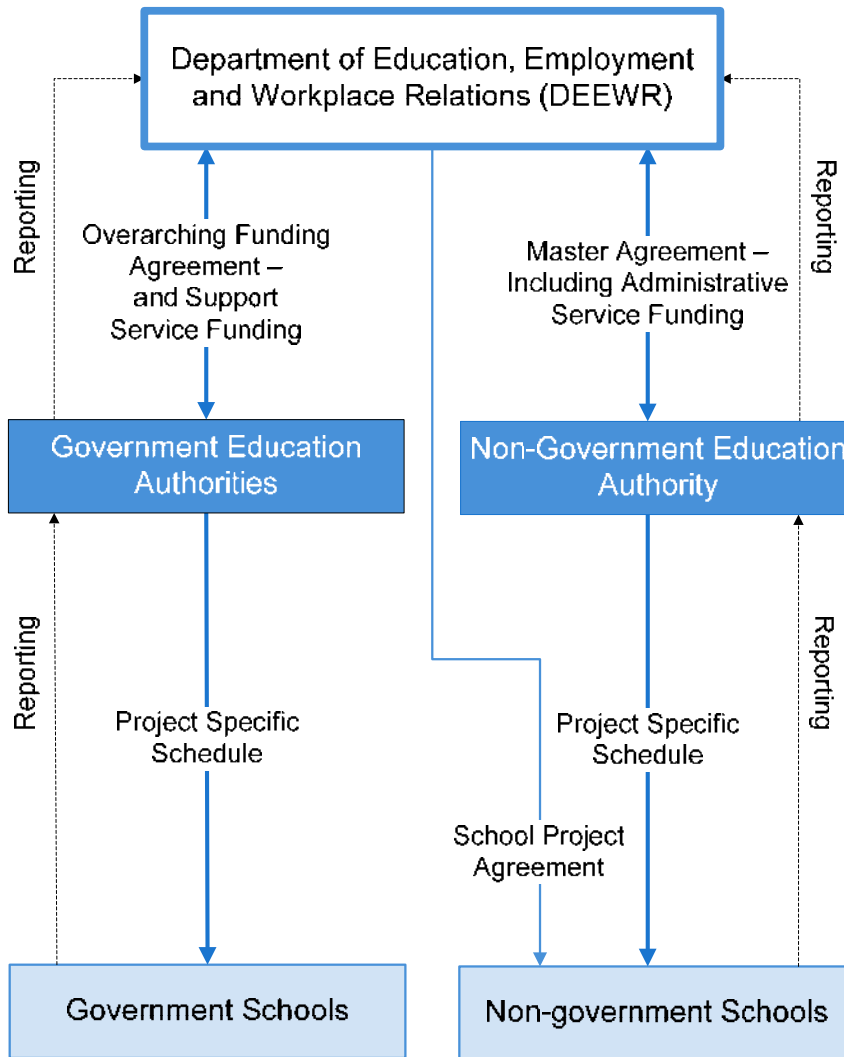 Department of Education, Employment
and Workplace Relations (DEEWR)
Reporting
Reporting
Overarching Funding
Agreement –
and Support
Service Funding
Master Agreement –
Including Administrative
Service Funding
Government Education
Authorities
Non-Government Education
Authority
Reporting
Reporting
Project Specific
Schedule
Project Specific
Schedule
School Project
Agreement
Government Schools
Non-government Schools